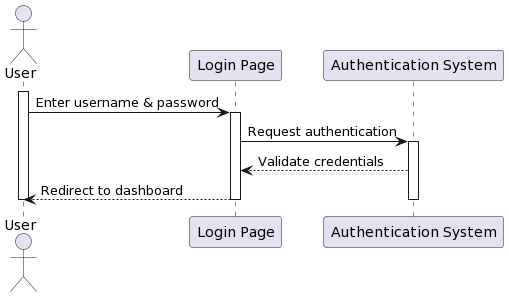 User
Login Page
Authentication System
Enter username & password
Request authentication
Validate credentials
Redirect to dashboard
User
Login Page
Authentication System